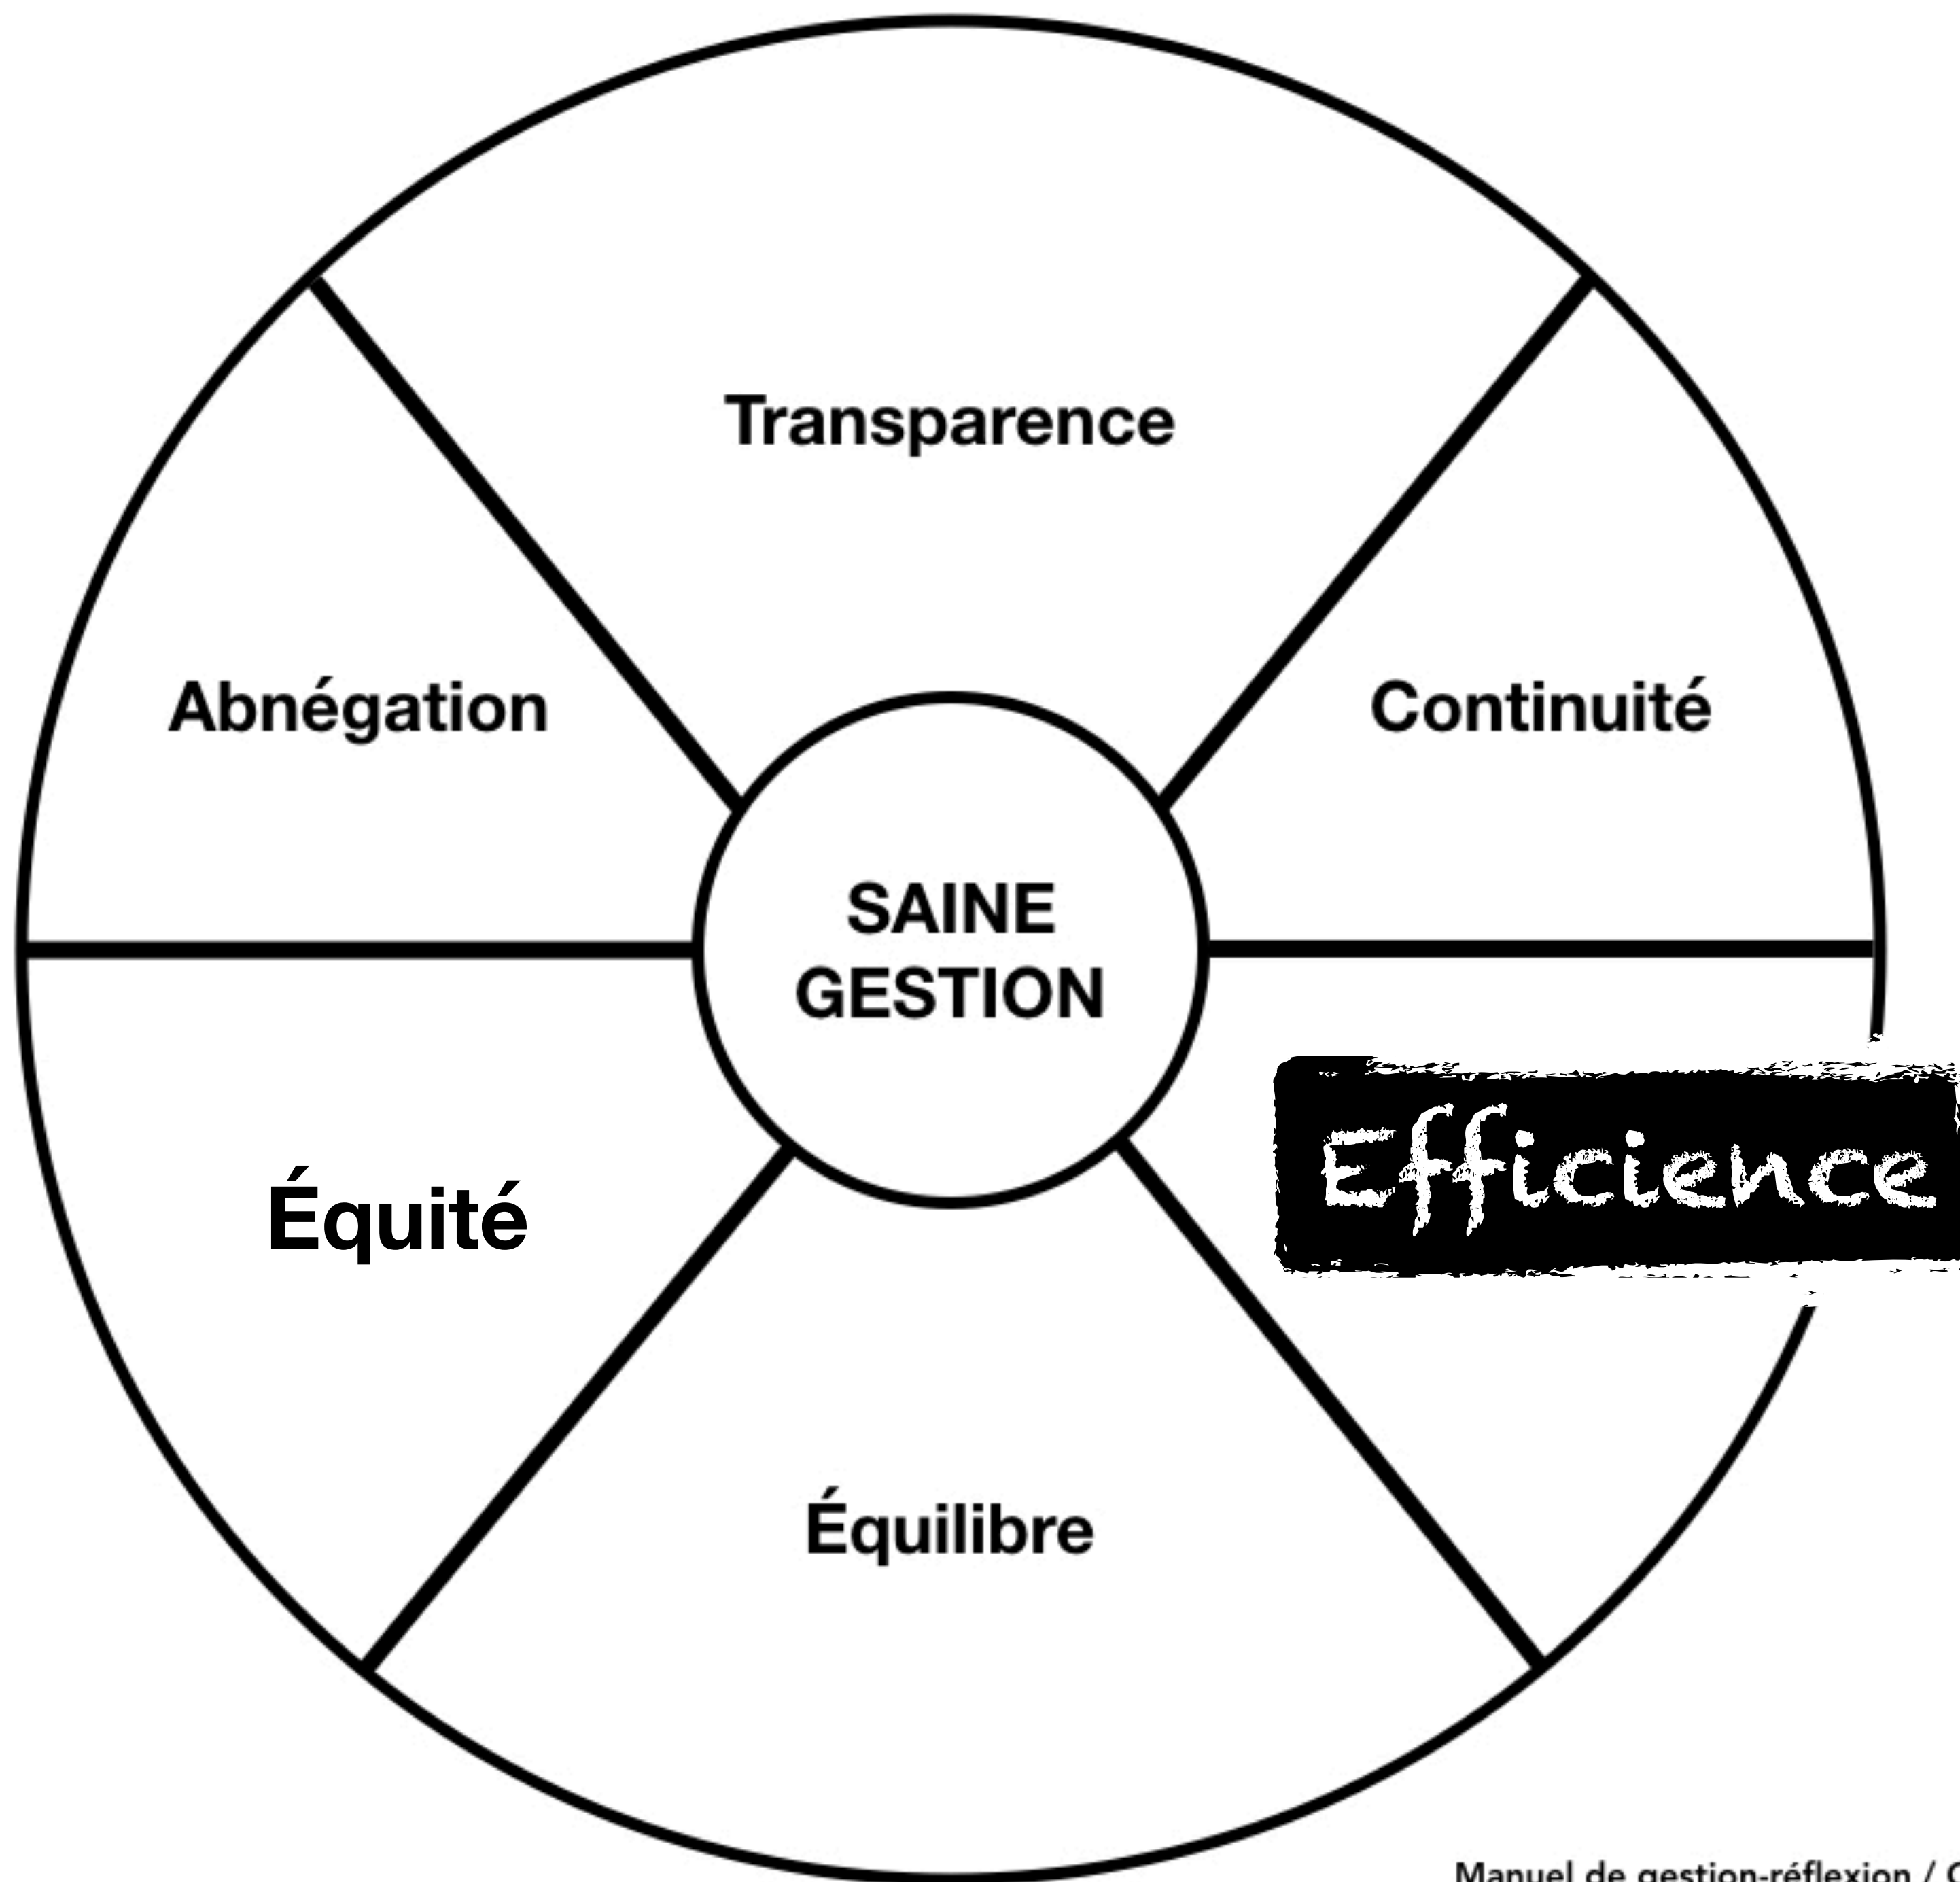 Transparence
Abnégation
Continuité
SAINE
GESTION
Efficience
Équité
Équilibre
Manuel de gestion-réflexion /